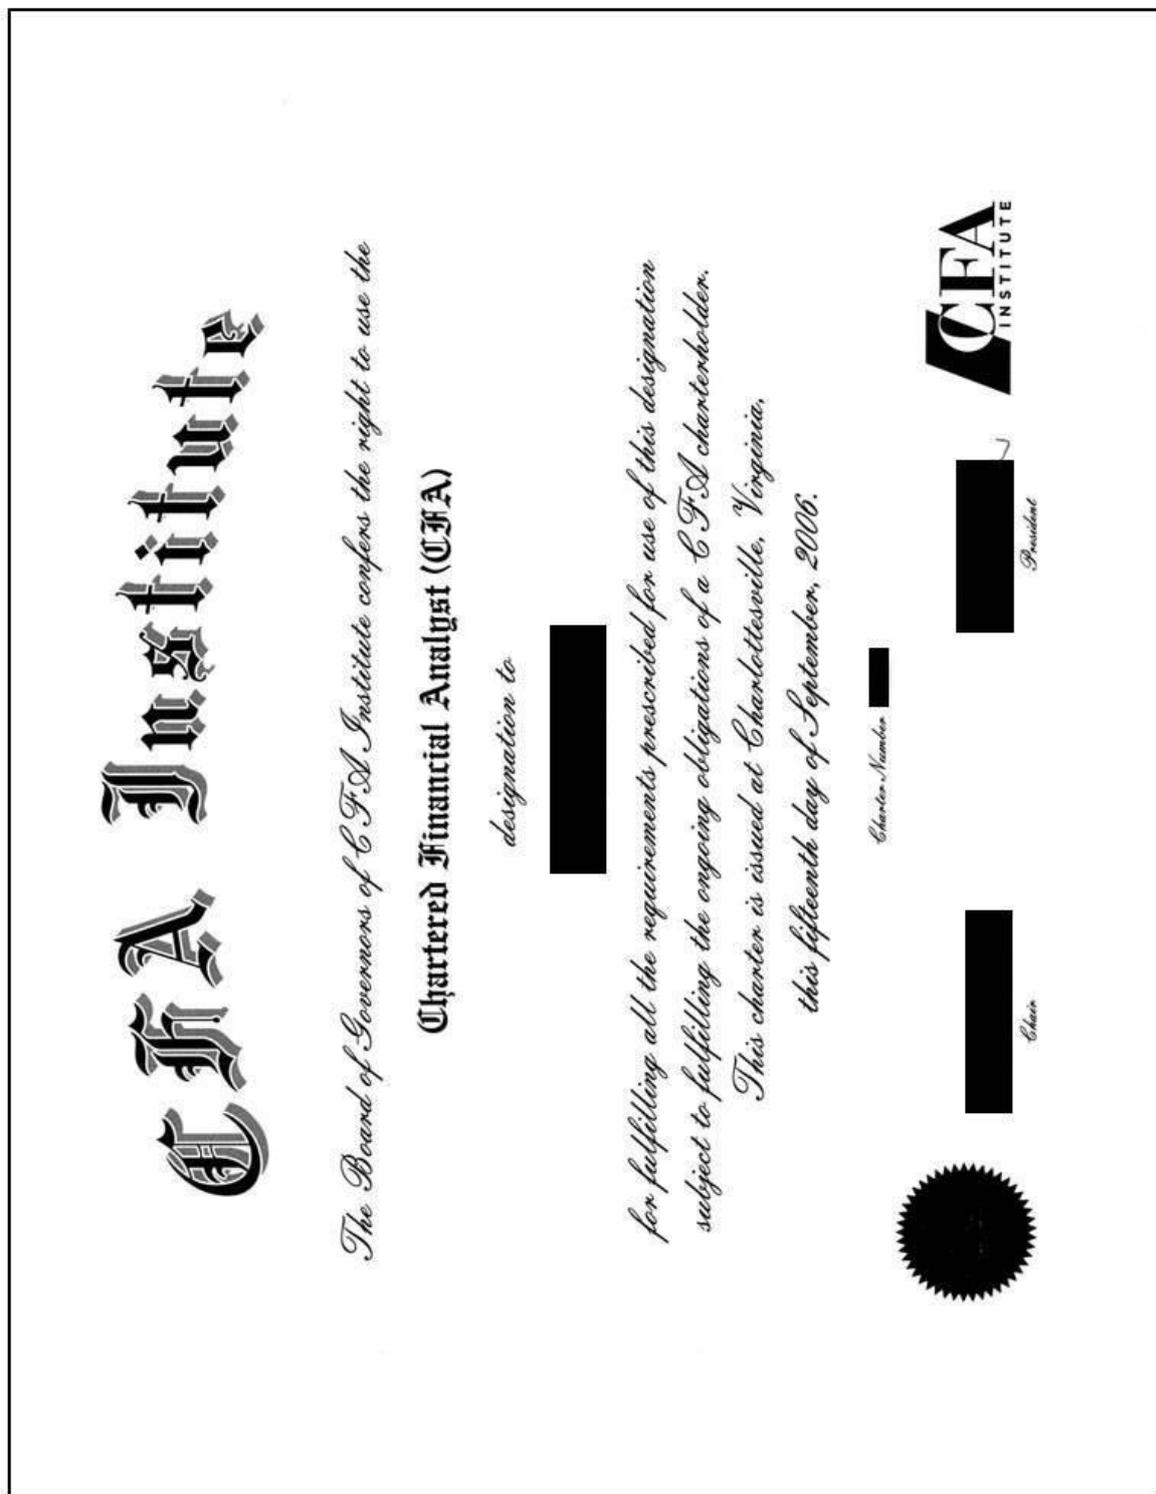 CFA Institute
The Board of Governors of CFA Institute confers the right to use the
Chartered Financial Analyst (CFA)
designation to
for fulfilling all the requirements prescribed for use of this designation
subject to fulfilling the ongoing obligations of a CFA charterholder.
This charter is issued at Charlottesville, Virginia,
this fifteenth day of September, 2006.
Charter Number
Chair
President
CFA
INSTITUTE